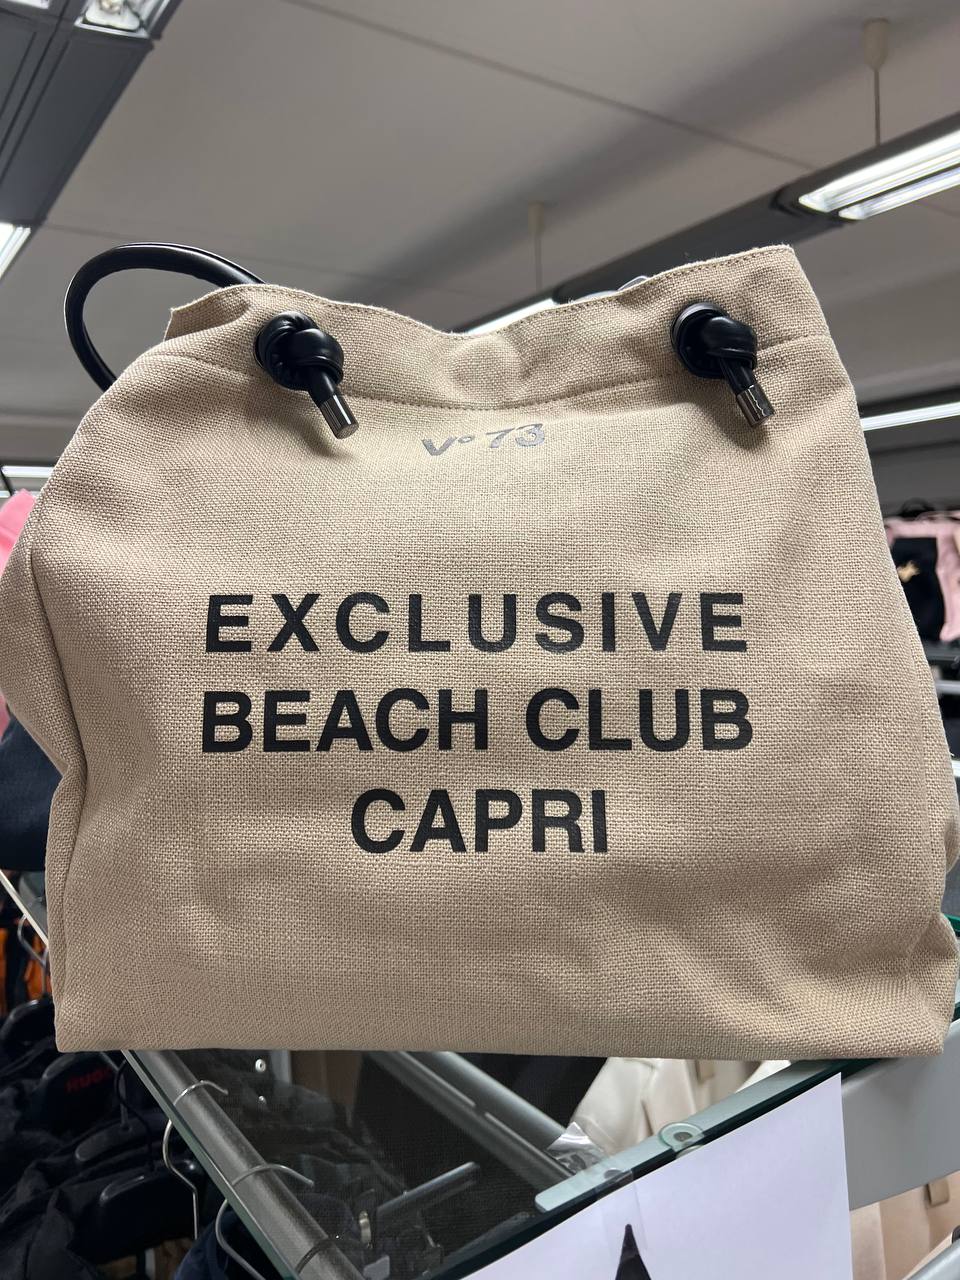 V° 73
EXCLUSIVE
BEACH CLUB
CAPRI